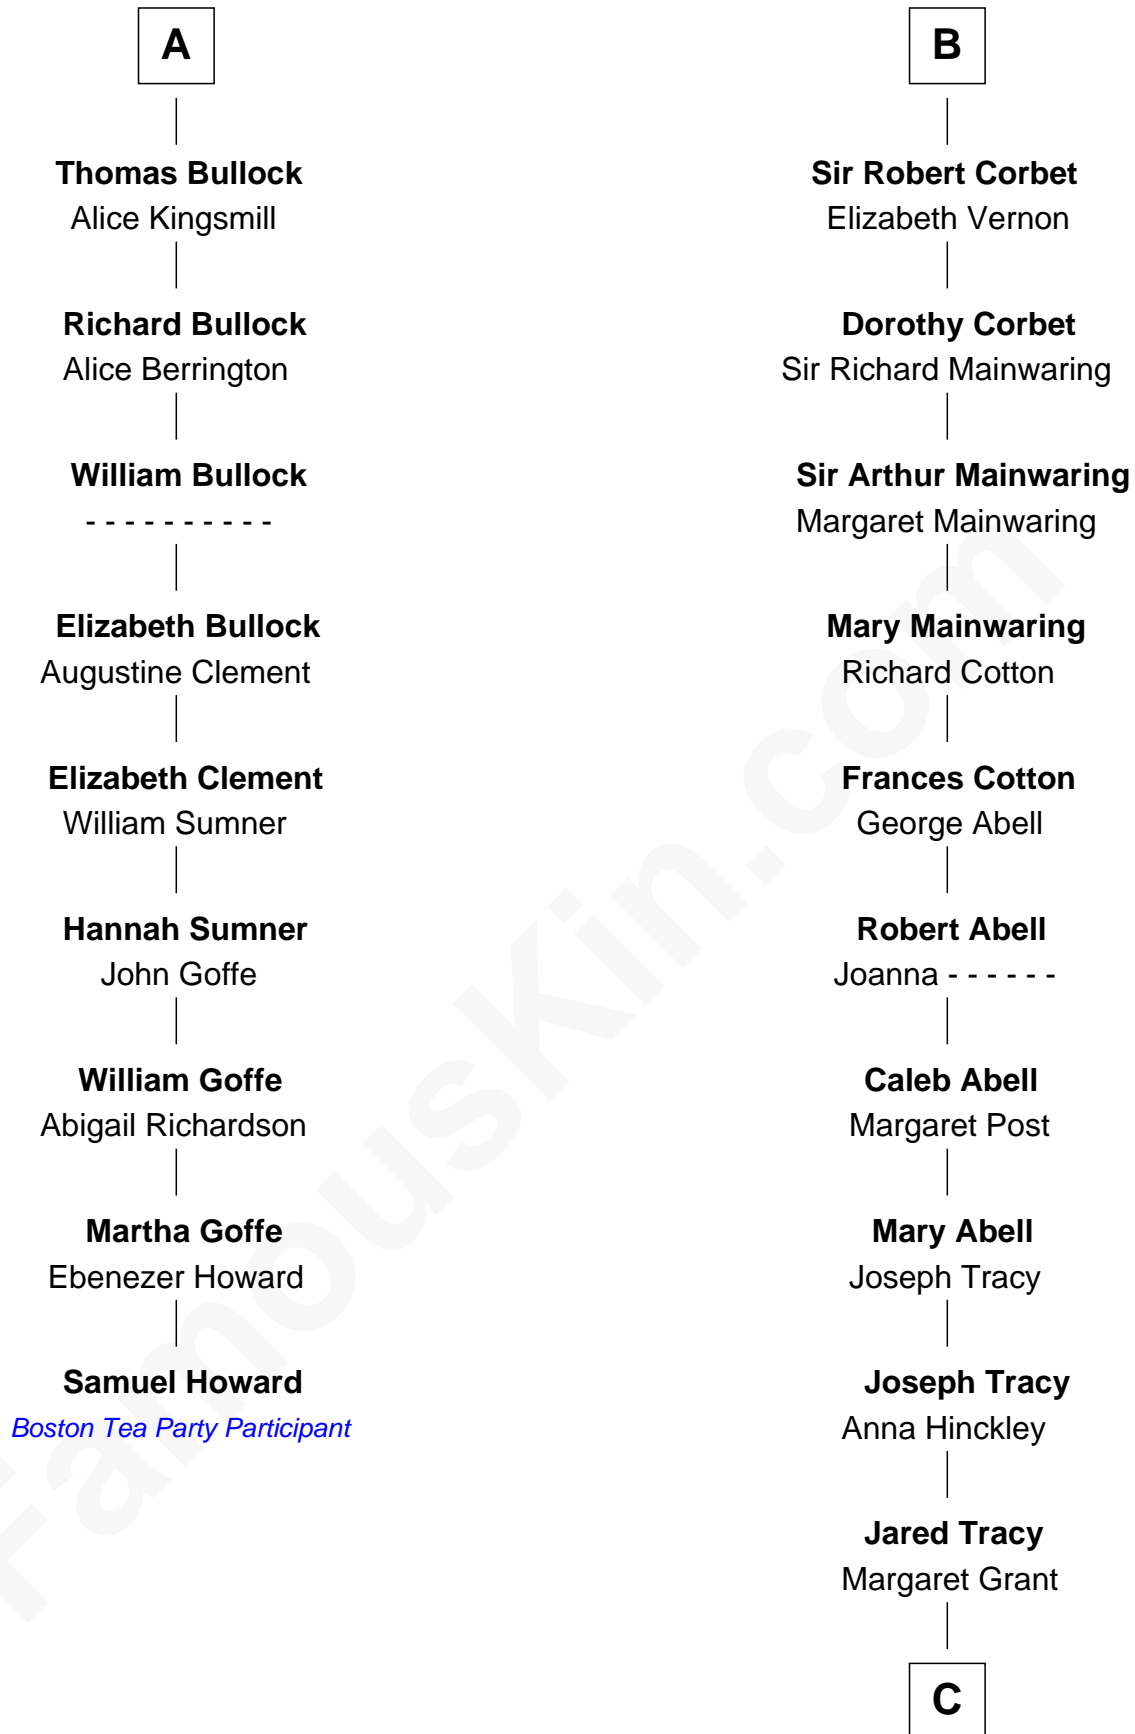 A
Thomas Bullock
Alice Kingsmill
Richard Bullock
Alice Berrington
William Bullock
- - - - - - - - - -
Elizabeth Bullock
Augustine Clement
Elizabeth Clement
William Sumner
Hannah Sumner
John Goffe
William Goffe
Abigail Richardson
Martha Goffe
Ebenezer Howard
Samuel Howard
Boston Tea Party Participant
B
Sir Robert Corbet
Elizabeth Vernon
Dorothy Corbet
Sir Richard Mainwaring
Sir Arthur Mainwaring
Margaret Mainwaring
Mary Mainwaring
Richard Cotton
Frances Cotton
George Abell
Robert Abell
Joanna - - - - - -
Caleb Abell
Margaret Post
Mary Abell
Joseph Tracy
Joseph Tracy
Anna Hinckley
Jared Tracy
Margaret Grant
C
FamousKin.com